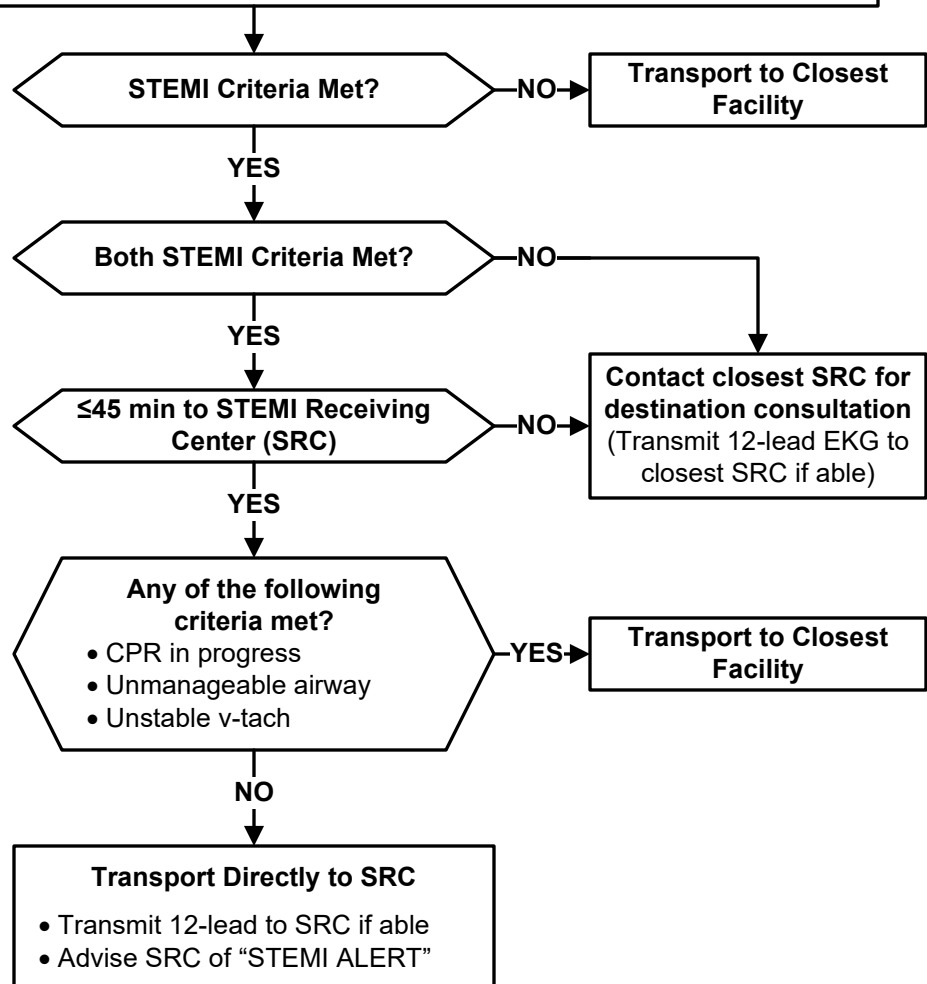 STEMI Criteria Met?
NO
Transport to Closest
Facility
YES
Both STEMI Criteria Met?
NO
YES
≤45 min to STEMI Receiving
Center (SRC)
NO
Contact closest SRC for
destination consultation
(Transmit 12-lead EKG to
closest SRC if able)
YES
Any of the following
criteria met?
• CPR in progress
• Unmanageable airway
• Unstable v-tach
YES
Transport to Closest
Facility
NO
Transport Directly to SRC
• Transmit 12-lead to SRC if able
• Advise SRC of “STEMI ALERT”